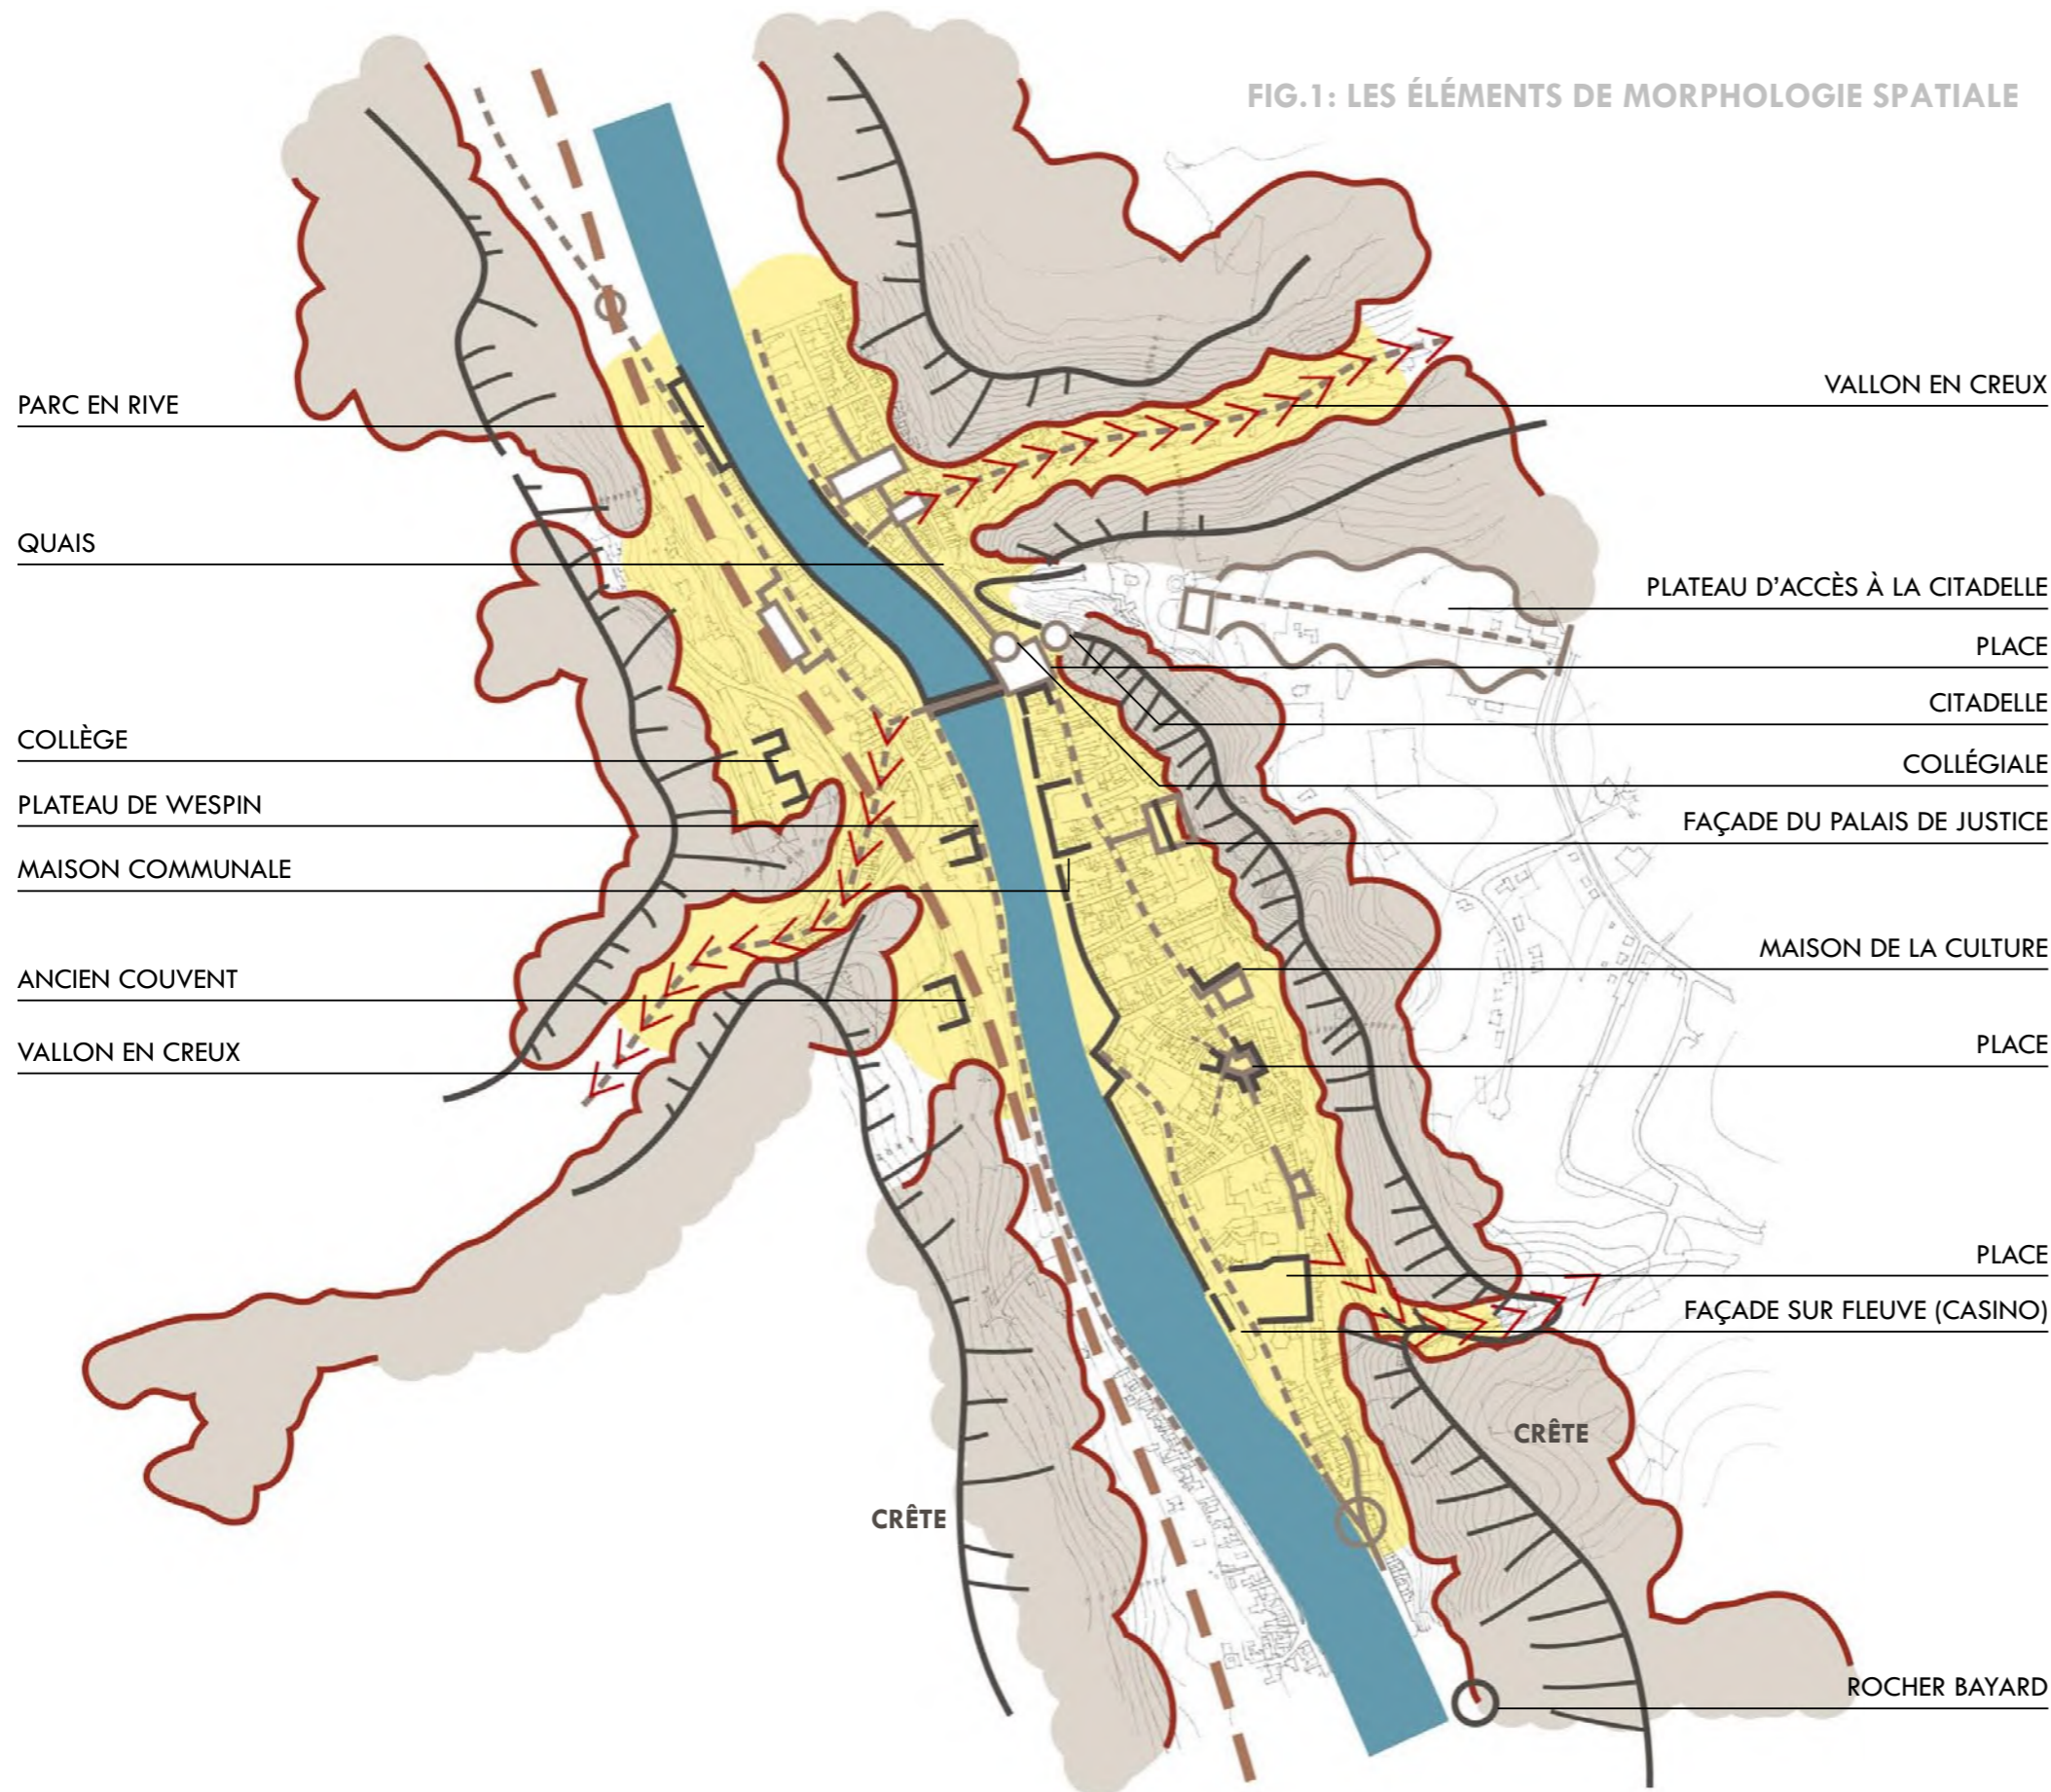 FIG.1: LES ÉLÉMENTS DE MORPHOLOGIE SPATIALE
PARC EN RIVE
QUAIS
COLLÈGE
PLATEAU DE WESPIN
MAISON COMMUNALE
ANCIEN COUVENT
VALLON EN CREUX
VALLON EN CREUX
PLATEAU D'ACCÈS À LA CITADELLE
PLACE
CITADELLE
COLLÉGIALE
FAÇADE DU PALAIS DE JUSTICE
MAISON DE LA CULTURE
PLACE
PLACE
FAÇADE SUR FLEUVE (CASINO)
CRÊTE
CRÊTE
ROCHER BAYARD